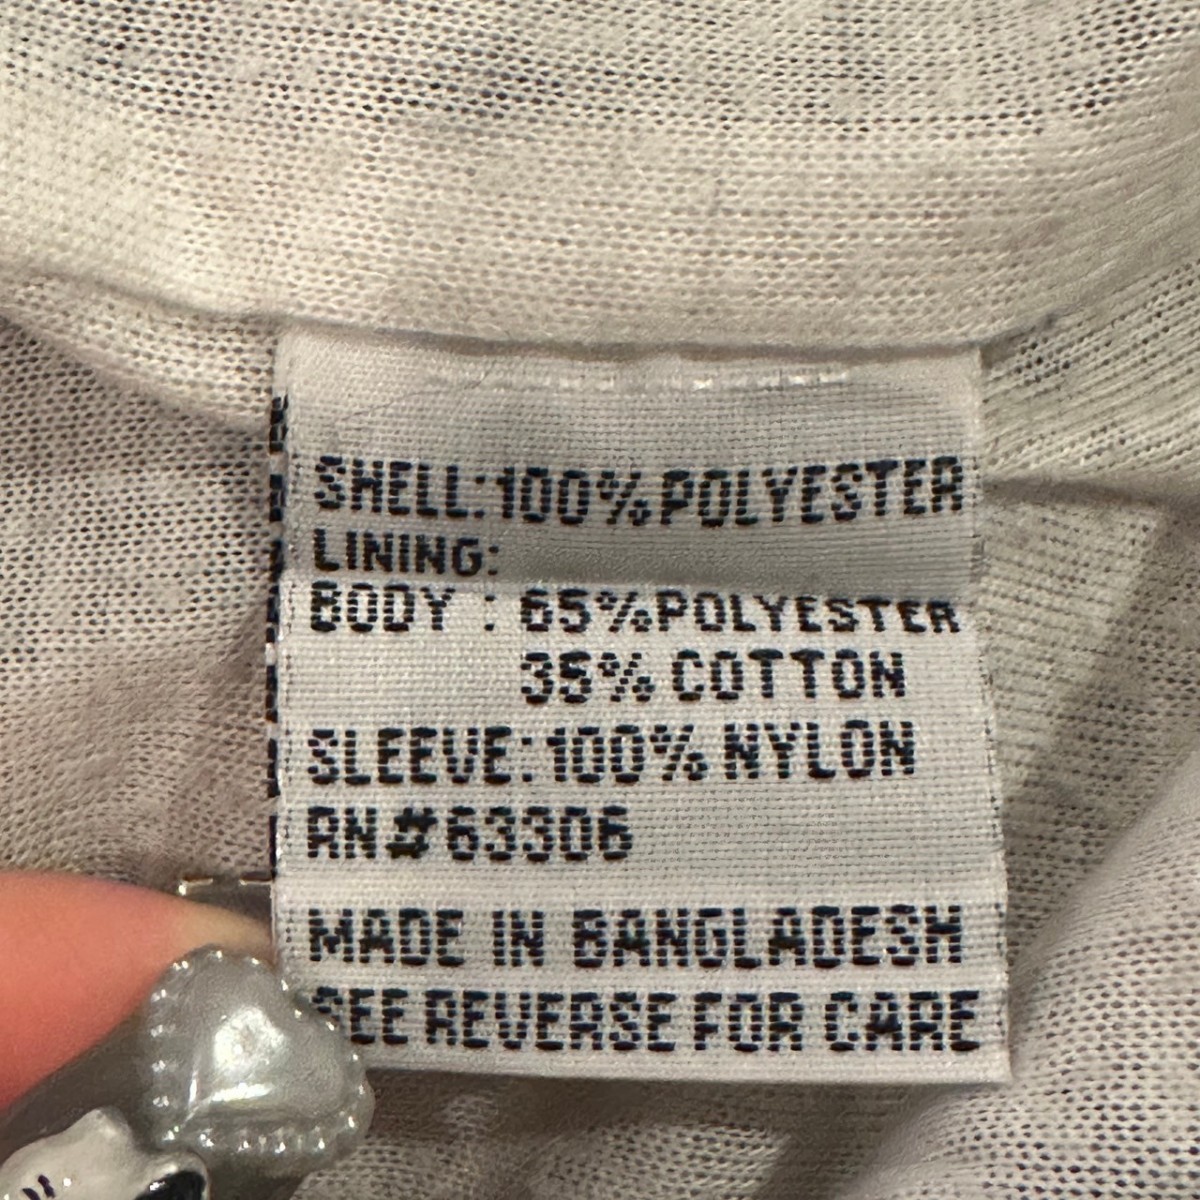 SHELL:100%POLYESTER
LINING:
BODY : 65%POLYESTER
35% COTTON
SLEEVE:100% NYLON
RN#63306
MADE IN BANGLADESH
SEE REVERSE FOR CARE